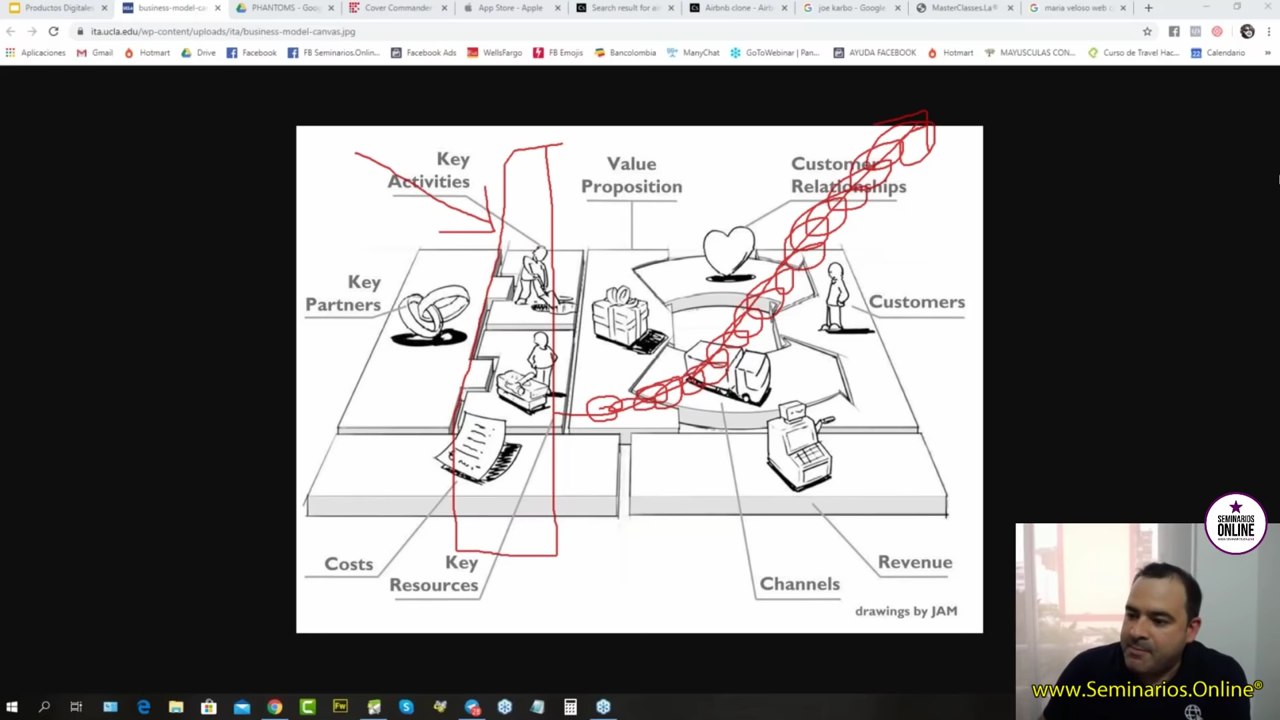 Productos Digitales
business-model-ca
PHANTOMS - Goo
Cover Commander
App Store - Apple
Search result for ai
Airbnb clone - Airb
joe karbo - Google
MasterClasses.La
maria veloso web c
ita.ucla.edu/wp-content/uploads/ita/business-model-canvas.jpg
Aplicaciones
Gmail
Hotmart
Drive
Facebook
FB Seminarios.Onlin...
Facebook Ads
WellsFargo
FB Emojis
Bancolombia
ManyChat
GoToWebinar | Pan...
AYUDA FACEBOOK
Hotmart
MAYUSCULAS CON...
Curso de Travel Hac...
Calendario
Key
Activities
Value
Proposition
Customer
Relationships
Key
Partners
Customers
Costs
Key
Resources
Channels
Revenue
drawings by JAM
SEMINARIOS
ONLINE
www.Seminarios.Online®